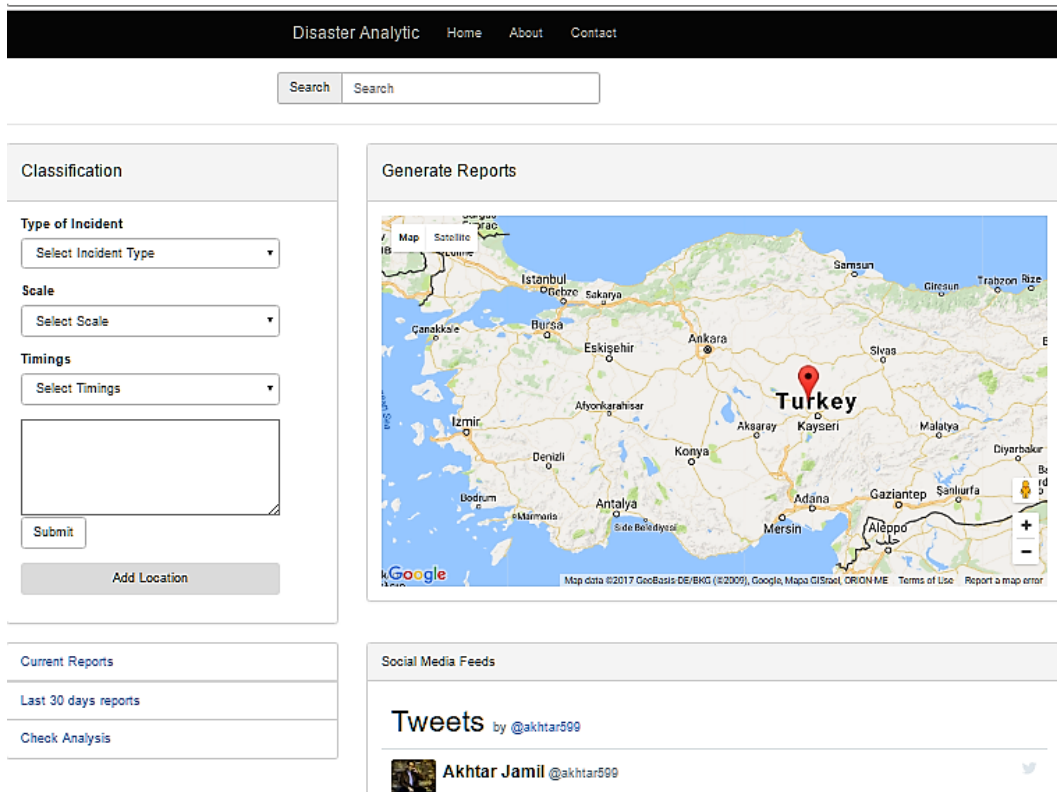 Disaster Analytic Home About Contact
Search Search
Classification
Type of Incident
Select Incident Type
Scale
Select Scale
Timings
Select Timings
Submit
Add Location
Current Reports
Last 30 days reports
Check Analysis
Generate Reports
Map Satellite
Istanbul
Gebze
Sakarya
Samsun
Giresun
Trabzon
Rize
Çanakkale
Bursa
Eskişehir
Ankara
Sivas
Turkey
Afyonkarahisar
Izmir
Aksaray
Kayseri
Malatya
Diyarbakır
Denizli
Konya
Bodrum
Marmaris
Antalya
Side Belediyesi
Adana
Mersin
Gaziantep
Şanlıurfa
Aleppo
حلب
Google
Map data ©2017 GeoBasis-DE/BKG (©2009), Google, Mapa GISrael, ORION-ME Terms of Use Report a map error
Social Media Feeds
Tweets by @akhtar599
Akhtar Jamil @akhtar599